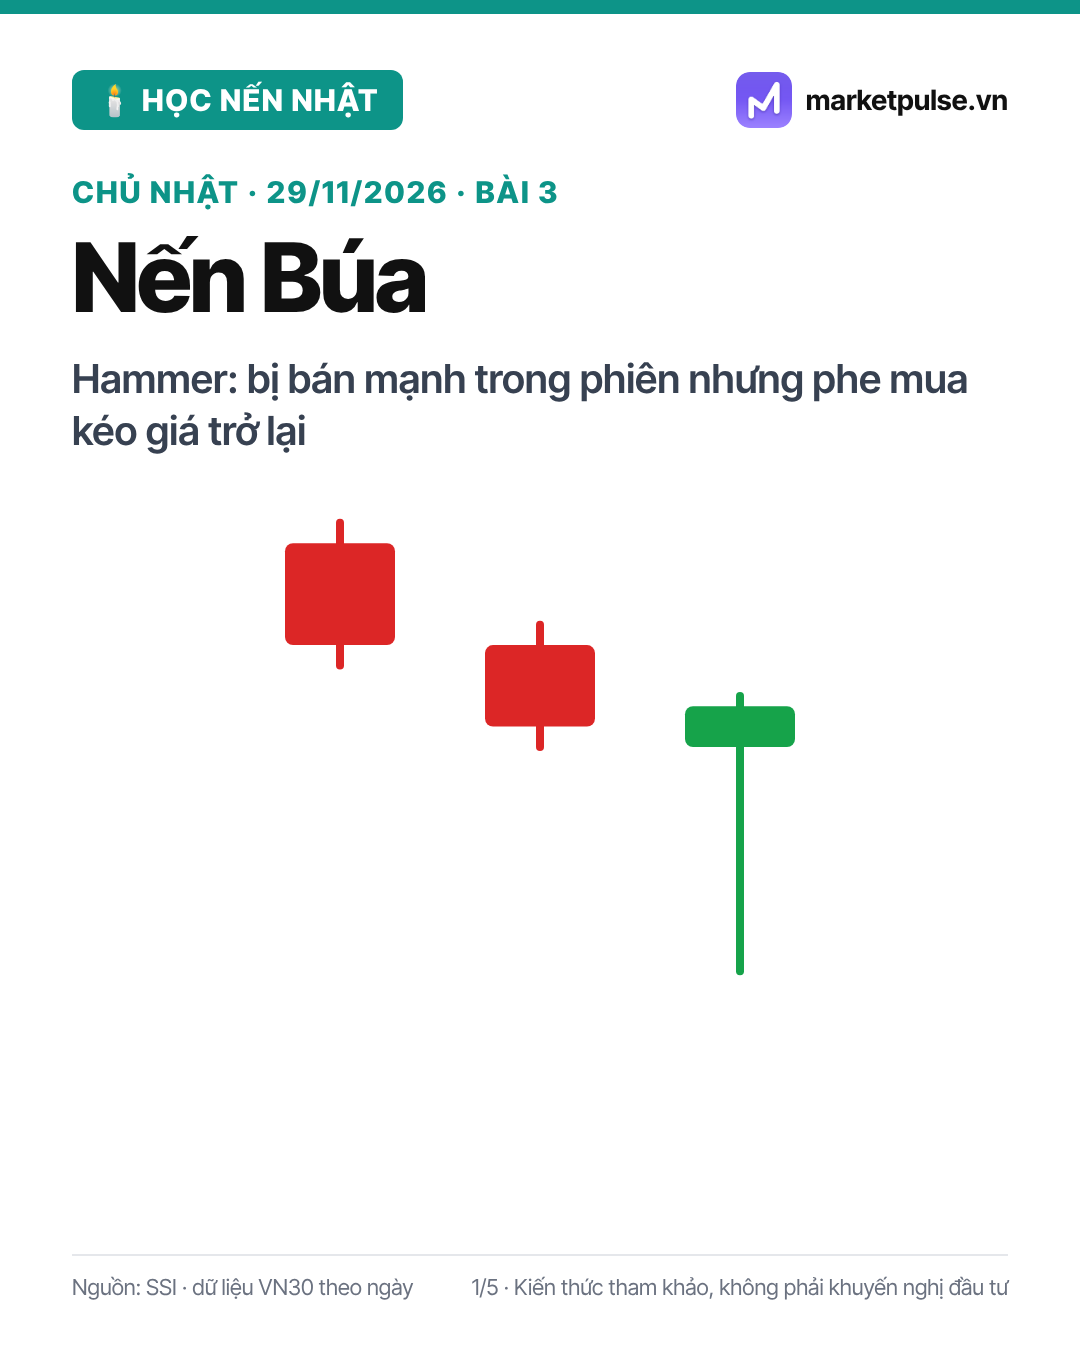 HỌC NẾN NHẬT
marketpulse.vn
CHỦ NHẬT · 29/11/2026 · BÀI 3
Nến Búa
Hammer: bị bán mạnh trong phiên nhưng phe mua
kéo giá trở lại
Nguồn: SSI · dữ liệu VN30 theo ngày
1/5 · Kiến thức tham khảo, không phải khuyến nghị đầu tư